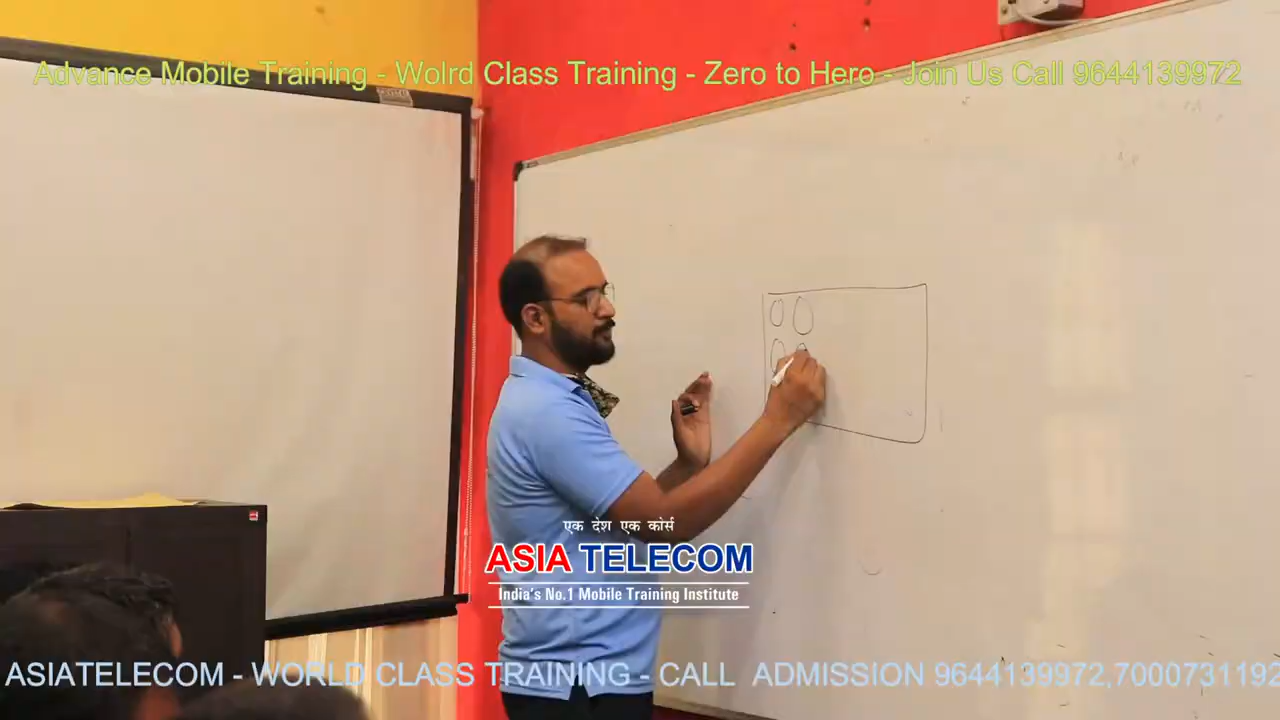 Advance Mobile Training - Wolrd Class Training - Zero to Hero - Join Us Call 9644139972
एक देश एक कोर्स
ASIA TELECOM
India's No.1 Mobile Training Institute
ASIATELECOM - WORLD CLASS TRAINING - CALL ADMISSION 9644139972,7000731192